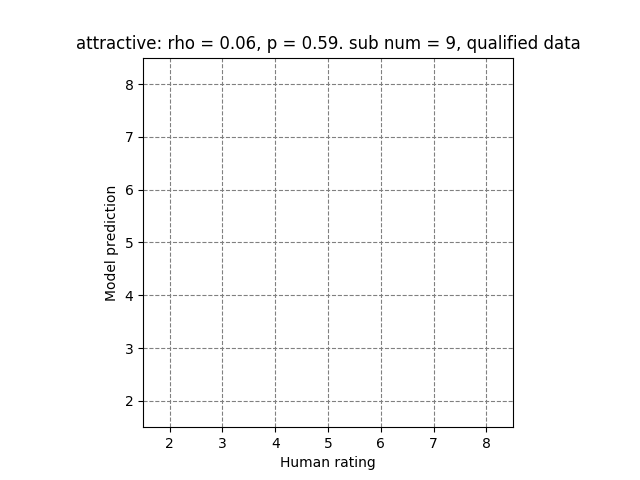 attractive: rho = 0.06, p = 0.59. sub num = 9, qualified data
8
7
6
5
4
3
2
Model prediction
2 3 4 5 6 7 8
Human rating